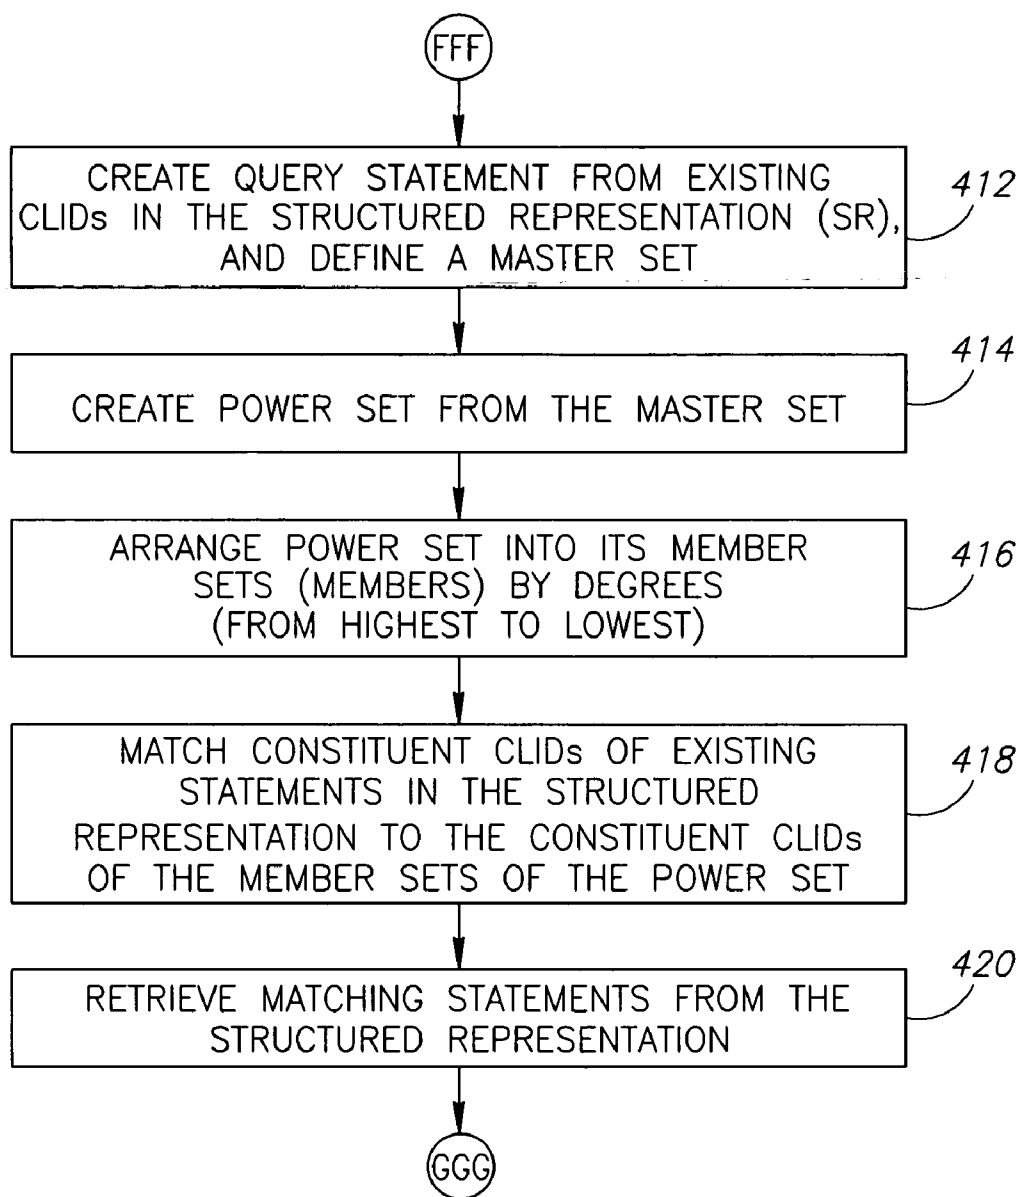 FFF
CREATE QUERY STATEMENT FROM EXISTING
CLIDs IN THE STRUCTURED REPRESENTATION (SR),
AND DEFINE A MASTER SET
412
CREATE POWER SET FROM THE MASTER SET
414
ARRANGE POWER SET INTO ITS MEMBER
SETS (MEMBERS) BY DEGREES
(FROM HIGHEST TO LOWEST)
416
MATCH CONSTITUENT CLIDs OF EXISTING
STATEMENTS IN THE STRUCTURED
REPRESENTATION TO THE CONSTITUENT CLIDs
OF THE MEMBER SETS OF THE POWER SET
418
RETRIEVE MATCHING STATEMENTS FROM THE
STRUCTURED REPRESENTATION
420
GGG